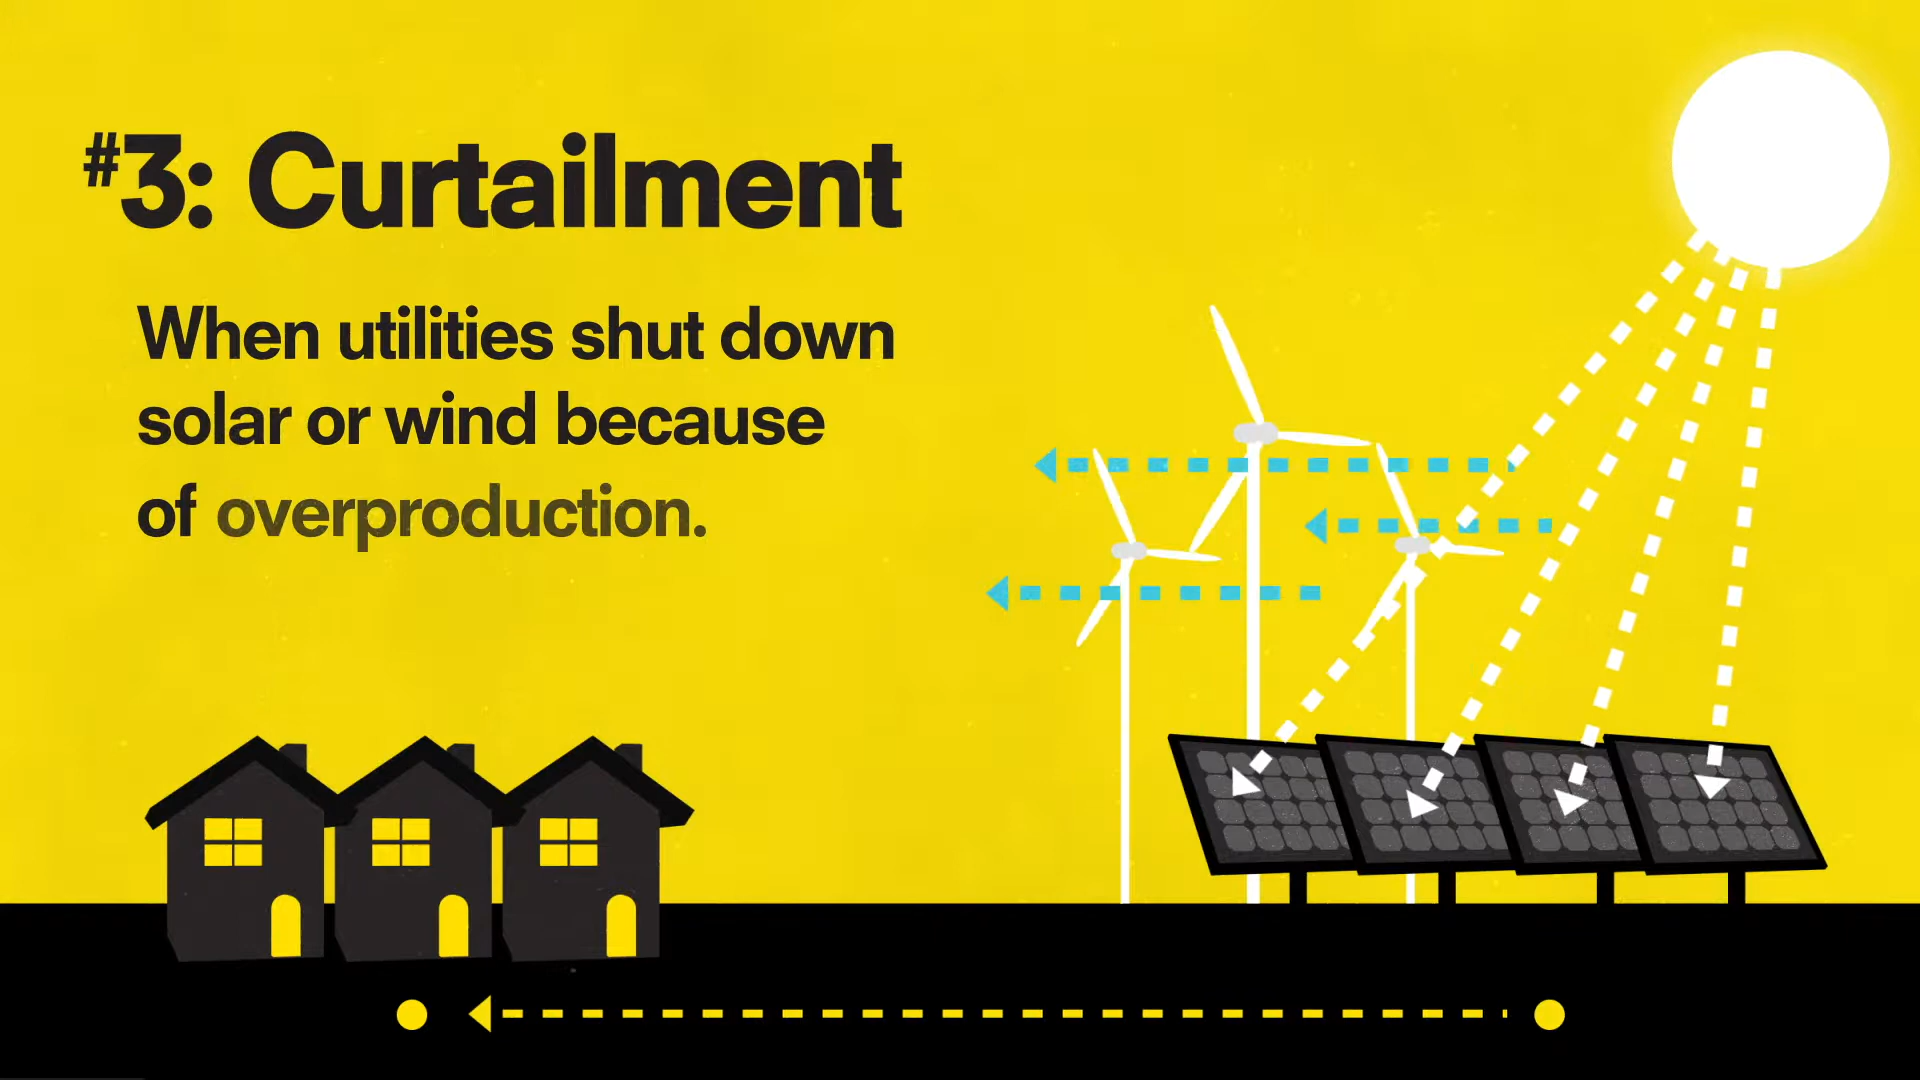 #3: Curtailment
When utilities shut down
solar or wind because
of overproduction.